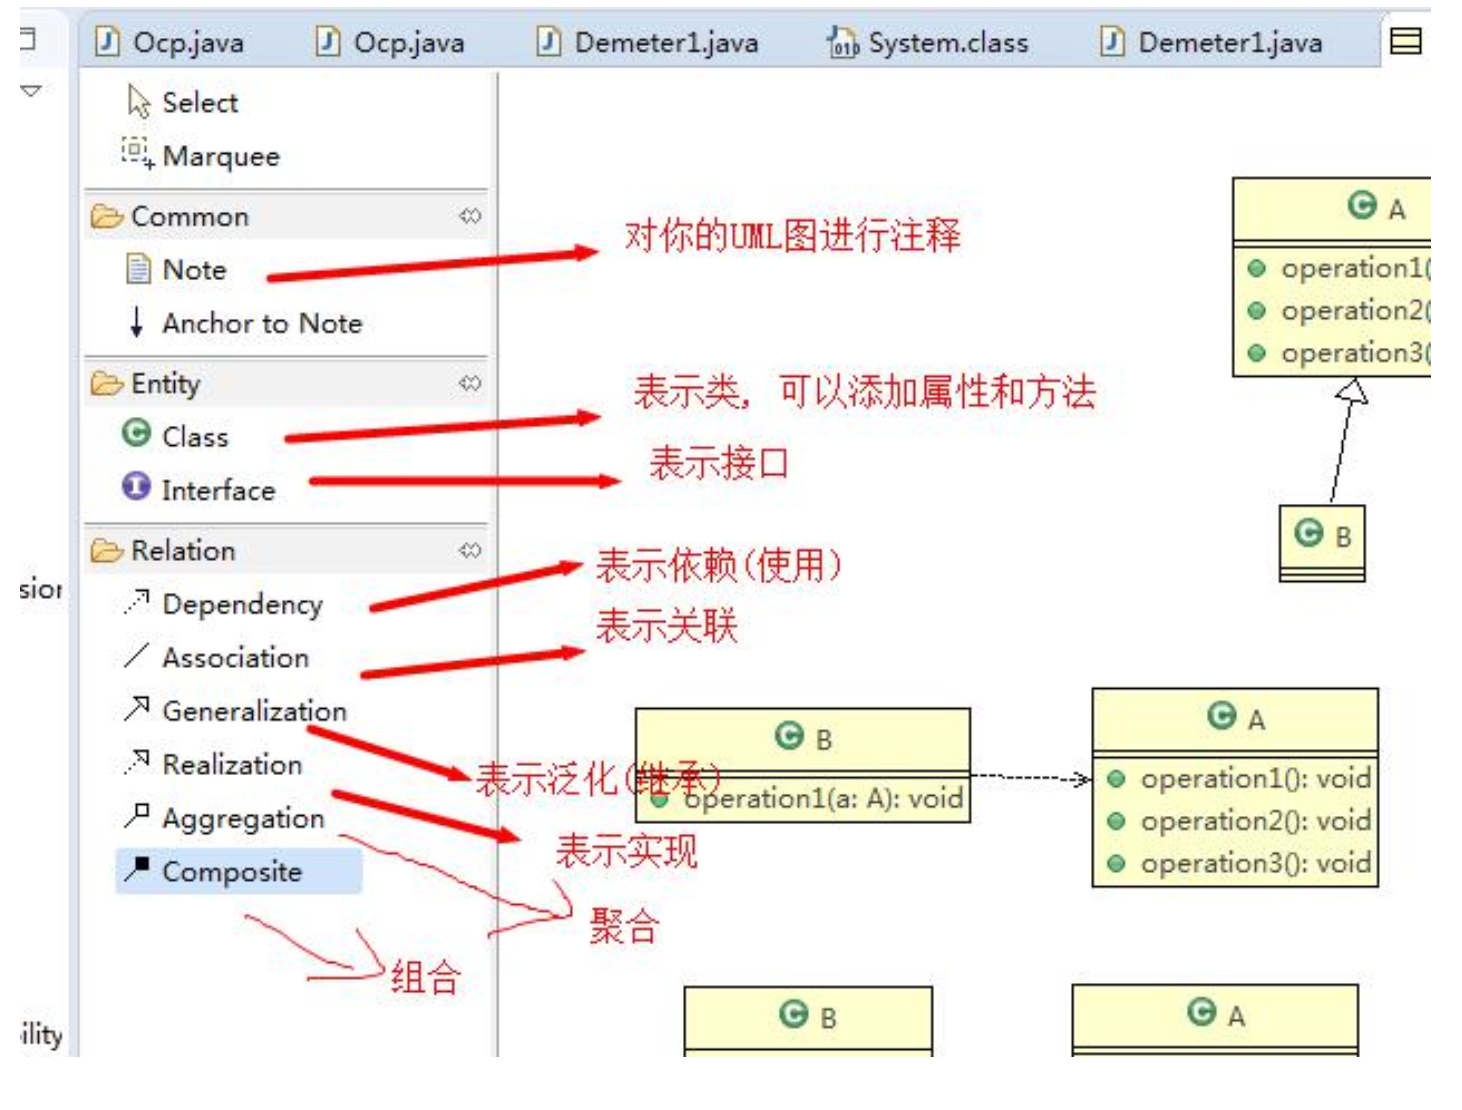 Ocp.java
Ocp.java
Demeter1.java
System.class
Demeter1.java
Select
Marquee
Common
Note
Anchor to Note
对你的UML图进行注释
Entity
Class
Interface
表示类, 可以添加属性和方法
表示接口
Relation
Dependency
Association
Generalization
Realization
Aggregation
Composite
表示依赖(使用)
表示关联
表示泛化(继承)
表示实现
聚合
组合
A
operation1(
operation2(
operation3(
B
B
operation1(a: A): void
A
operation1(): void
operation2(): void
operation3(): void
B
A
sion
ility